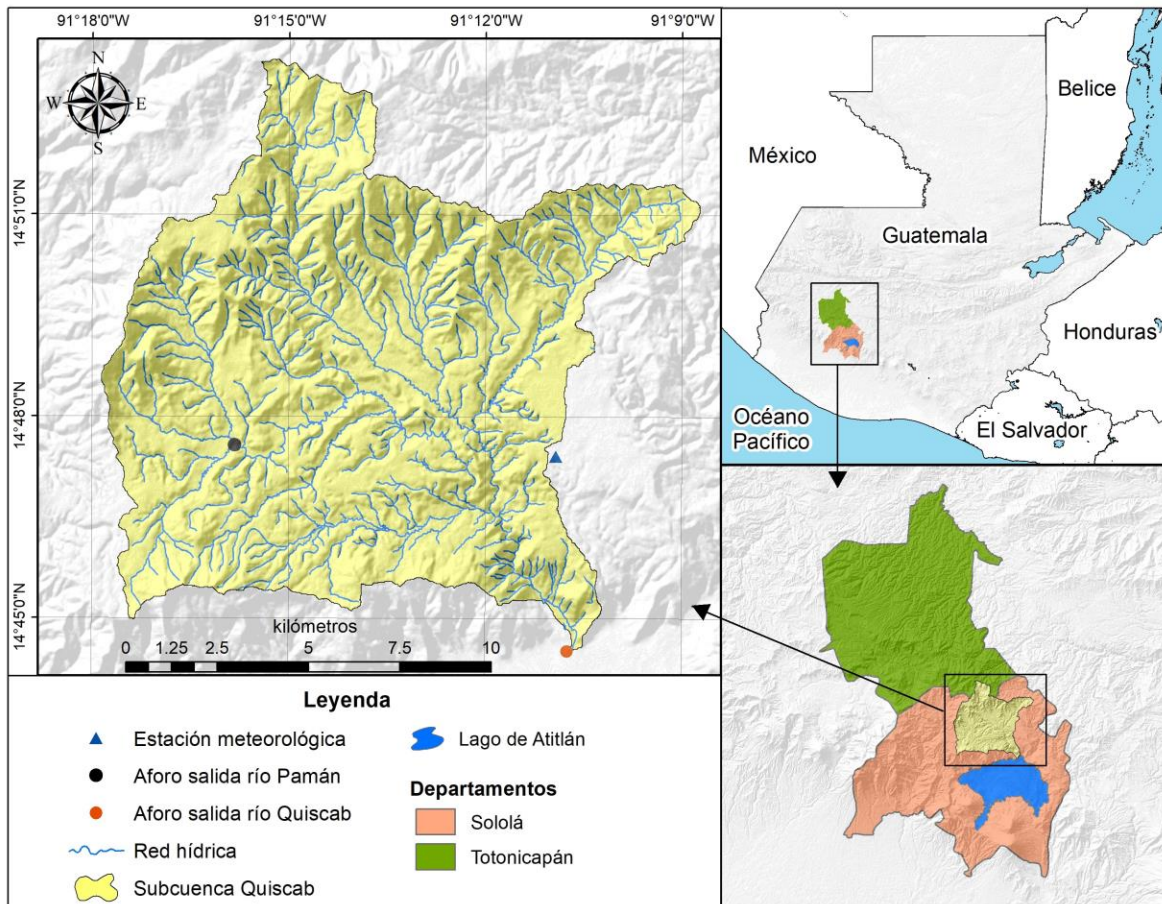 91°18'0"W
91°15'0"W
91°12'0"W
91°9'0"W
N
W
E
S
14°51'0"N
14°48'0"N
14°45'0"N
kilómetros
0 1.25 2.5 5 7.5 10
Belice
México
Guatemala
Honduras
Océano
Pacífico
El Salvador
Leyenda
Estación meteorológica
Aforo salida río Pamán
Aforo salida río Quiscab
Red hídrica
Subcuenca Quiscab
Lago de Atitlán
Departamentos
Sololá
Totonicapán